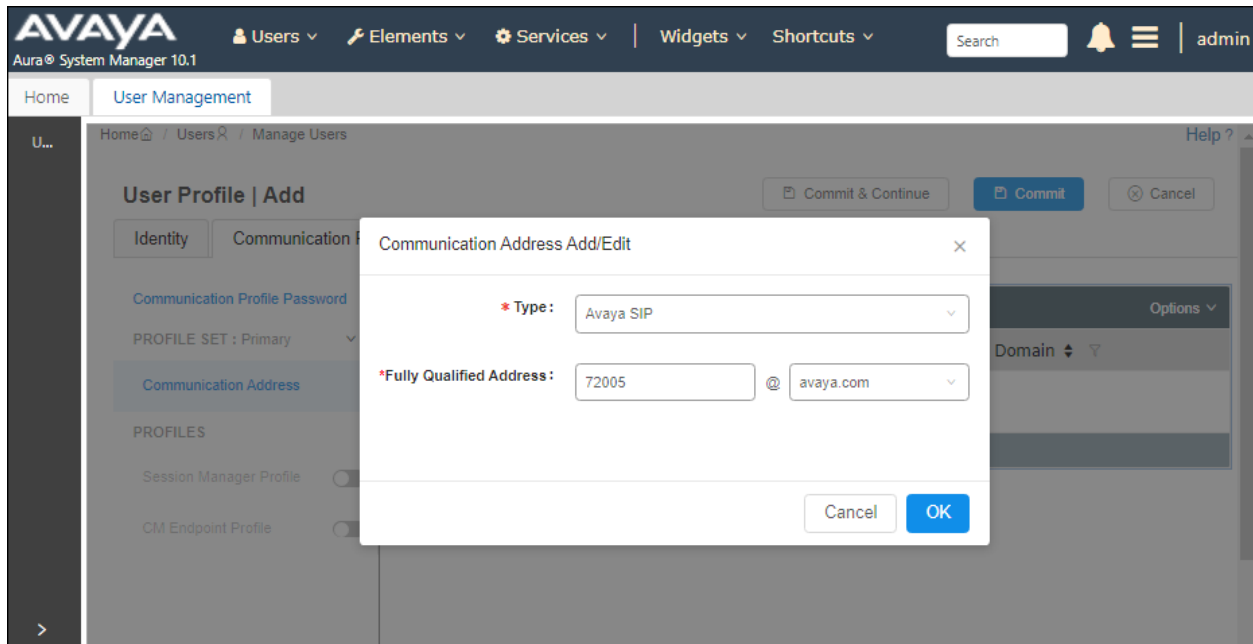 AVAYA
Aura® System Manager 10.1
Users Elements Services | Widgets Shortcuts Search admin
Home User Management
U...
Home / Users / Manage Users Help ?
User Profile | Add Commit & Continue Commit Cancel
Identity Communication
Communication Address Add/Edit
Communication Profile Password
PROFILE SET : Primary
Communication Address
PROFILES
Session Manager Profile
CM Endpoint Profile
* Type :
Avaya SIP
*Fully Qualified Address :
72005 @ avaya.com
Cancel OK
Options
Domain